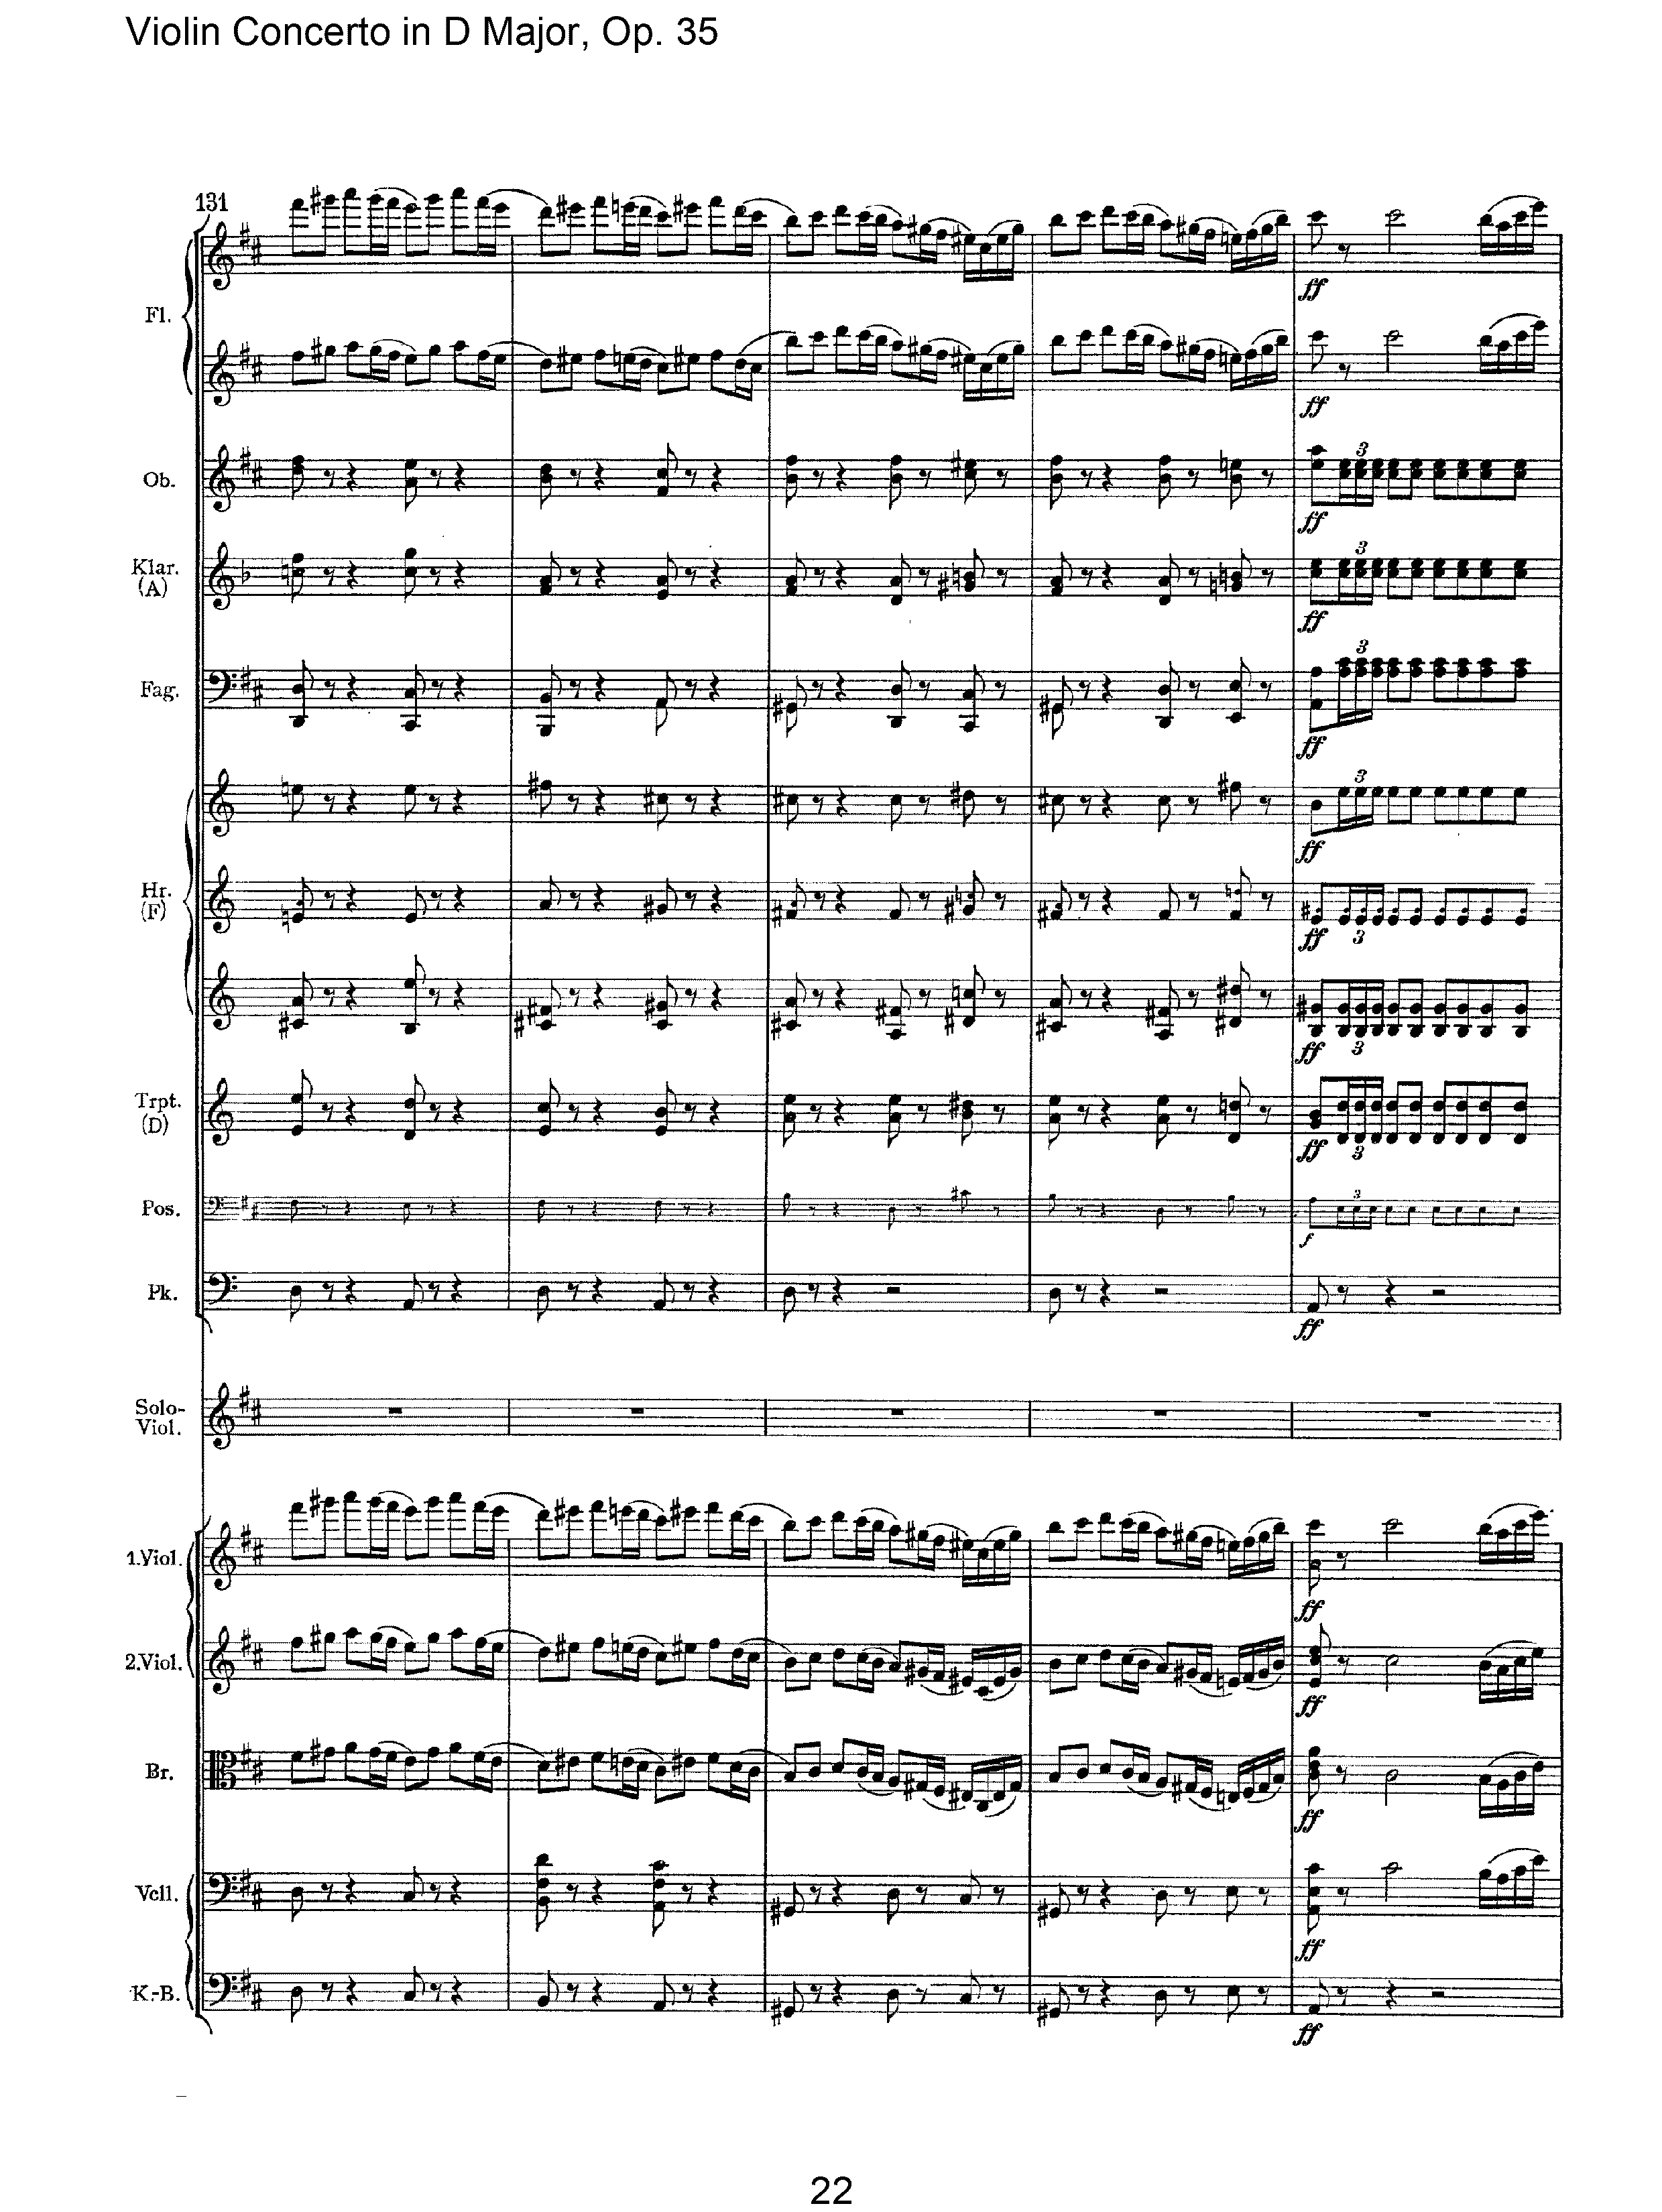 Violin Concerto in D Major, Op. 35
131
Fl.
ff
ff
Ob.
3
ff
Klar.
(A)
3
ff
Fag.
3
ff
3
ff
Hr.
(F)
ff
3
ff
3
Trpt.
(D)
ff
3
Pos.
3
f
Pk.
ff
Solo-
Viol.
1.Viol.
ff
2.Viol.
ff
Br.
ff
Vcll.
ff
K.-B.
ff
22